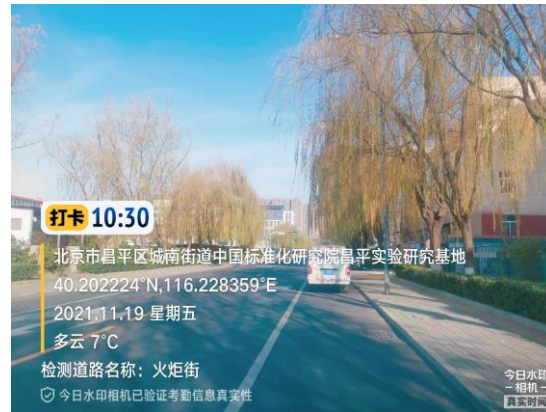 打卡 10:30
北京市昌平区城南街道中国标准化研究院昌平实验研究基地
40.202224°N,116.228359°E
2021.11.19 星期五
多云 7°C
检测道路名称：火炬街
今日水印相机已验证考勤信息真实性
今日水印
-相机-
真实时间